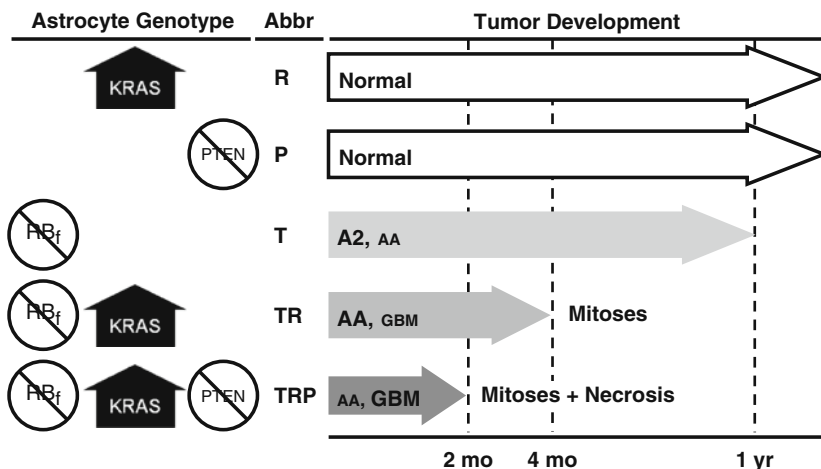 Astrocyte Genotype Abbr Tumor Development
KRAS R Normal
PTEN P Normal
RBf T A2, AA
RBf KRAS TR AA, GBM Mitoses
RBf KRAS PTEN TRP AA, GBM Mitoses + Necrosis
2 mo 4 mo 1 yr